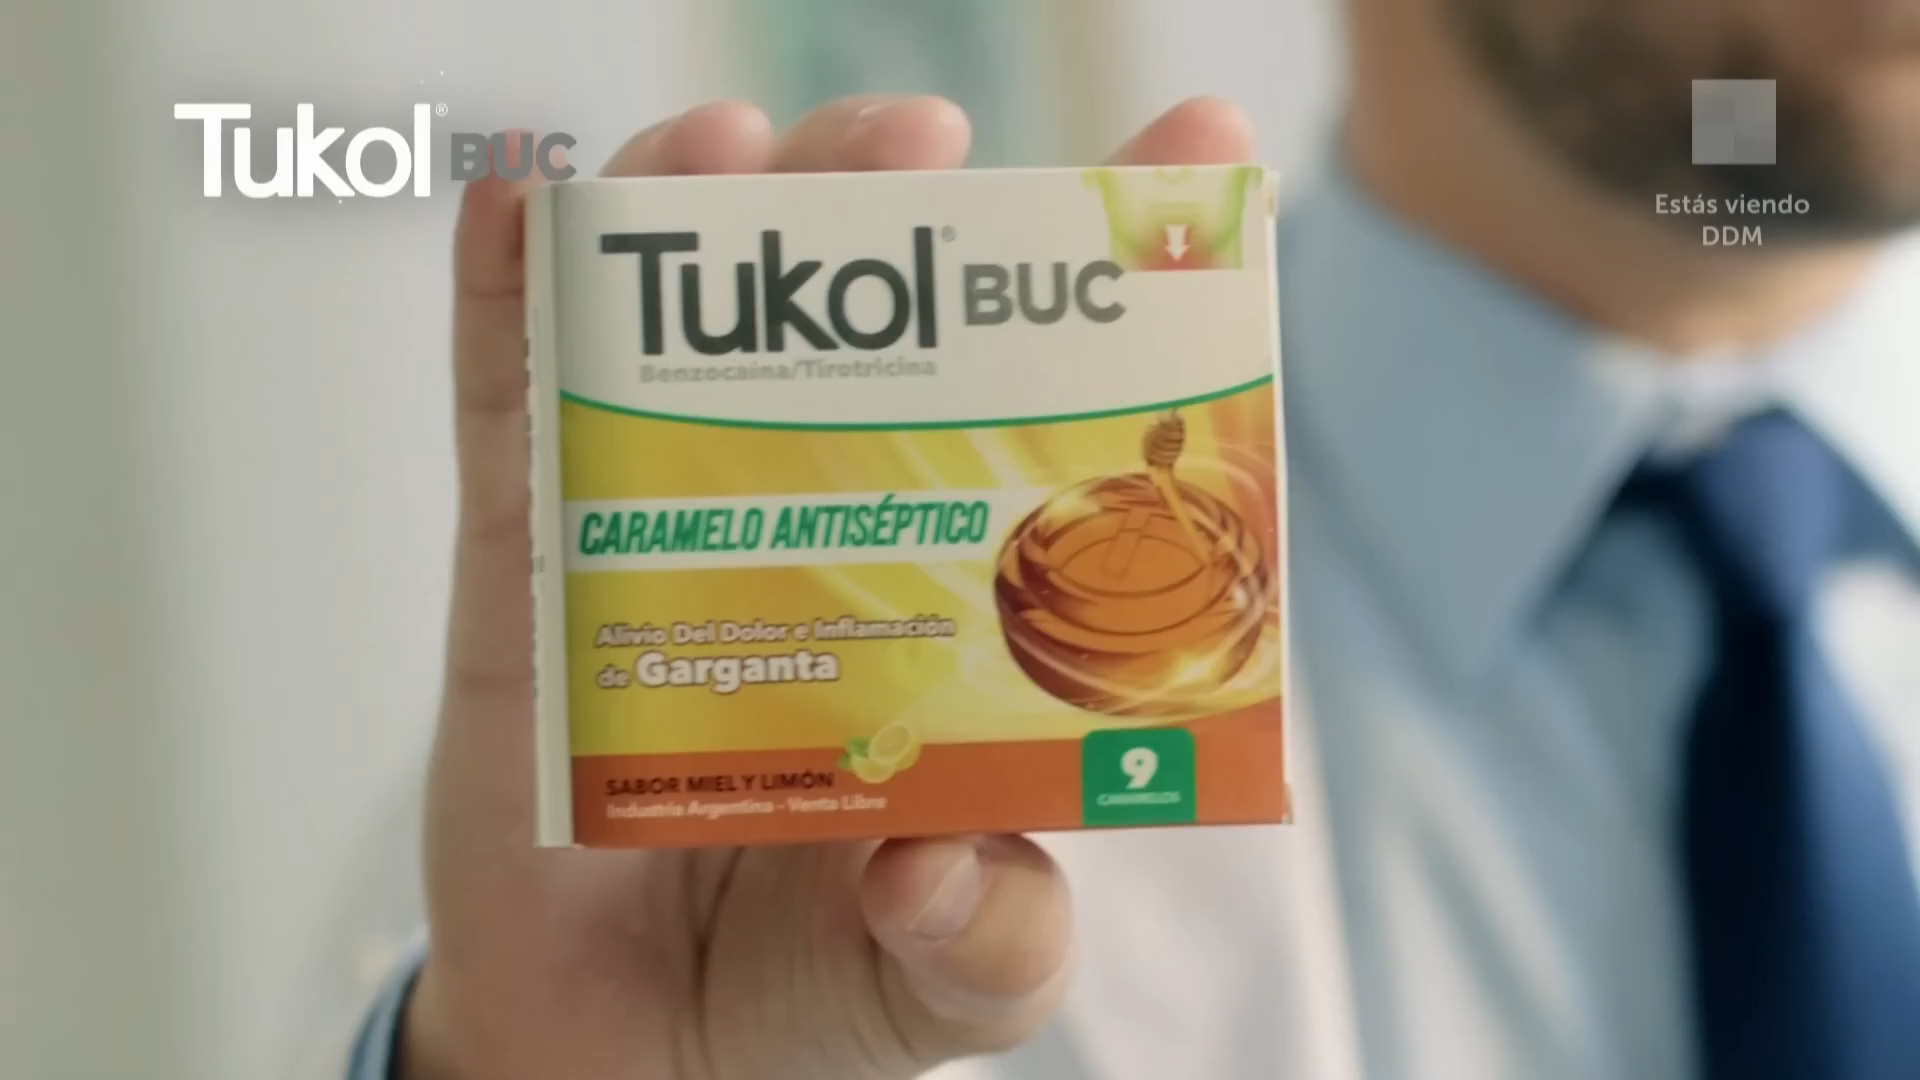 Tukol® BUC
Estás viendo
DDM
Tukol® BUC
Benzocaína/Tirotricina
CARAMELO ANTISÉPTICO
Alivio Del Dolor e Inflamación
de Garganta
SABOR MIEL Y LIMÓN
Industria Argentina - Venta Libre
9
CARAMELOS